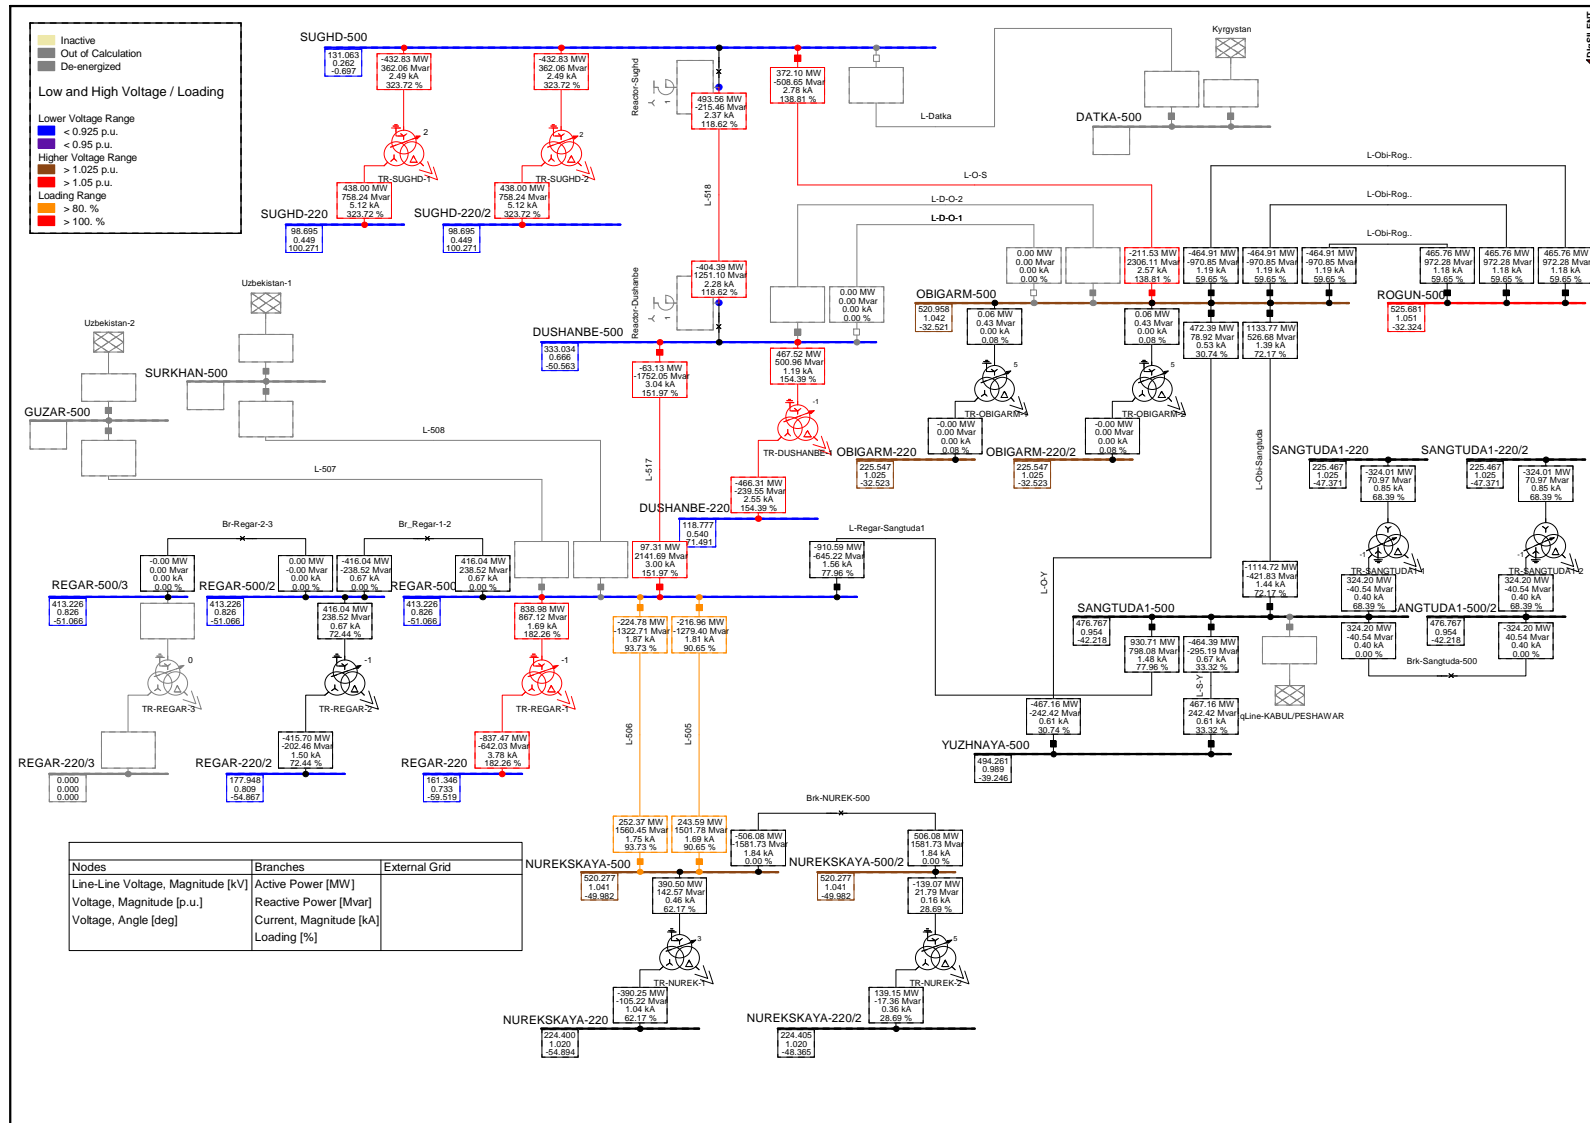 DIgSILENT
Inactive
Out of Calculation
De-energized
Low and High Voltage / Loading
Lower Voltage Range
< 0.925 p.u.
< 0.95 p.u.
Higher Voltage Range
> 1.025 p.u.
> 1.05 p.u.
Loading Range
> 80. %
> 100. %
SUGHD-500
131.063
0.262
-0.697
-432.83 MW
362.06 Mvar
2.49 kA
323.72 %
-432.83 MW
362.06 Mvar
2.49 kA
323.72 %
2
TR-SUGHD-1
2
TR-SUGHD-2
438.00 MW
758.24 Mvar
5.12 kA
323.72 %
438.00 MW
758.24 Mvar
5.12 kA
323.72 %
SUGHD-220
98.695
0.449
100.271
SUGHD-220/2
98.695
0.449
100.271
Reactor-Sughd
1
493.56 MW
-215.46 Mvar
2.37 kA
118.62 %
372.10 MW
-508.65 Mvar
2.78 kA
138.81 %
L-Datka
Kyrgystan
DATKA-500
L-518
L-O-S
L-D-O-2
L-D-O-1
L-Obi-Rog..
L-Obi-Rog..
L-Obi-Rog..
Reactor-Dushanbe
1
-404.39 MW
1251.10 Mvar
2.28 kA
118.62 %
0.00 MW
0.00 Mvar
0.00 kA
0.00 %
0.00 MW
0.00 Mvar
0.00 kA
0.00 %
-211.53 MW
2306.11 Mvar
2.57 kA
138.81 %
-464.91 MW
-970.85 Mvar
1.19 kA
59.65 %
-464.91 MW
-970.85 Mvar
1.19 kA
59.65 %
-464.91 MW
-970.85 Mvar
1.19 kA
59.65 %
465.76 MW
972.28 Mvar
1.18 kA
59.65 %
465.76 MW
972.28 Mvar
1.18 kA
59.65 %
465.76 MW
972.28 Mvar
1.18 kA
59.65 %
OBIGARM-500
520.958
1.042
-32.521
ROGUN-500
525.681
1.051
-32.324
Uzbekistan-1
Uzbekistan-2
SURKHAN-500
GUZAR-500
L-508
L-507
DUSHANBE-500
333.034
0.666
-50.563
-63.13 MW
-1752.05 Mvar
3.04 kA
151.97 %
467.52 MW
500.96 Mvar
1.19 kA
154.39 %
-1
TR-DUSHANBE-1
L-517
-466.31 MW
-239.55 Mvar
2.55 kA
154.39 %
DUSHANBE-220
118.777
0.540
71.491
0.06 MW
0.43 Mvar
0.00 kA
0.08 %
0.06 MW
0.43 Mvar
0.00 kA
0.08 %
472.39 MW
78.92 Mvar
0.53 kA
30.74 %
1133.77 MW
526.68 Mvar
1.39 kA
72.17 %
5
TR-OBIGARM-1
5
TR-OBIGARM-2
-0.00 MW
0.00 Mvar
0.00 kA
0.08 %
-0.00 MW
0.00 Mvar
0.00 kA
0.08 %
OBIGARM-220
225.547
1.025
-32.523
OBIGARM-220/2
225.547
1.025
-32.523
L-Obi-Sangtuda
SANGTUDA1-220
225.467
1.025
-47.371
SANGTUDA1-220/2
225.467
1.025
-47.371
-324.01 MW
70.97 Mvar
0.85 kA
68.39 %
-324.01 MW
70.97 Mvar
0.85 kA
68.39 %
-1
TR-SANGTUDA1-1
-1
TR-SANGTUDA1-2
324.20 MW
-40.54 Mvar
0.40 kA
68.39 %
324.20 MW
-40.54 Mvar
0.40 kA
68.39 %
Br-Regar-2-3
Br_Regar-1-2
L-Regar-Sangtuda1
-0.00 MW
-0.00 Mvar
0.00 kA
0.00 %
0.00 MW
-0.00 Mvar
0.00 kA
0.00 %
-416.04 MW
-238.52 Mvar
0.67 kA
0.00 %
416.04 MW
238.52 Mvar
0.67 kA
0.00 %
97.31 MW
2141.69 Mvar
3.00 kA
151.97 %
-910.59 MW
-645.22 Mvar
1.56 kA
77.96 %
REGAR-500/3
413.226
0.826
-51.066
REGAR-500/2
413.226
0.826
-51.066
REGAR-500
413.226
0.826
-51.066
416.04 MW
238.52 Mvar
0.67 kA
72.44 %
838.98 MW
867.12 Mvar
1.69 kA
182.26 %
-224.78 MW
-1322.71 Mvar
1.87 kA
93.73 %
-216.96 MW
-1279.40 Mvar
1.81 kA
90.65 %
0
TR-REGAR-3
-1
TR-REGAR-2
-1
TR-REGAR-1
-415.70 MW
-202.46 Mvar
1.50 kA
72.44 %
-837.47 MW
-642.03 Mvar
3.78 kA
182.26 %
REGAR-220/3
0.000
0.000
0.000
REGAR-220/2
177.948
0.809
-54.867
REGAR-220
161.346
0.733
-59.519
L-506
L-505
L-O-Y
-1114.72 MW
-421.83 Mvar
1.44 kA
72.17 %
SANGTUDA1-500
476.767
0.954
-42.218
SANGTUDA1-500/2
476.767
0.954
-42.218
930.71 MW
798.08 Mvar
1.48 kA
77.96 %
-464.39 MW
-295.19 Mvar
0.67 kA
33.32 %
324.20 MW
-40.54 Mvar
0.40 kA
0.00 %
-324.20 MW
40.54 Mvar
0.40 kA
0.00 %
Brk-Sangtuda-500
L-S-Y
qLine-KABUL/PESHAWAR
-467.16 MW
-242.42 Mvar
0.61 kA
30.74 %
467.16 MW
242.42 Mvar
0.61 kA
33.32 %
YUZHNAYA-500
494.261
0.989
-39.246
Brk-NUREK-500
252.37 MW
1560.45 Mvar
1.75 kA
93.73 %
243.59 MW
1501.78 Mvar
1.69 kA
90.65 %
-506.08 MW
-1581.73 Mvar
1.84 kA
0.00 %
506.08 MW
1581.73 Mvar
1.84 kA
0.00 %
NUREKSKAYA-500
520.277
1.041
-49.982
NUREKSKAYA-500/2
520.277
1.041
-49.982
390.50 MW
142.57 Mvar
0.46 kA
62.17 %
-139.07 MW
21.79 Mvar
0.16 kA
28.69 %
3
TR-NUREK-1
5
TR-NUREK-2
-390.25 MW
-105.22 Mvar
1.04 kA
62.17 %
139.15 MW
-17.36 Mvar
0.36 kA
28.69 %
NUREKSKAYA-220
224.400
1.020
-54.894
NUREKSKAYA-220/2
224.405
1.020
-48.365
Nodes Branches External Grid
Line-Line Voltage, Magnitude [kV] Active Power [MW]
Voltage, Magnitude [p.u.] Reactive Power [Mvar]
Voltage, Angle [deg] Current, Magnitude [kA]
Loading [%]